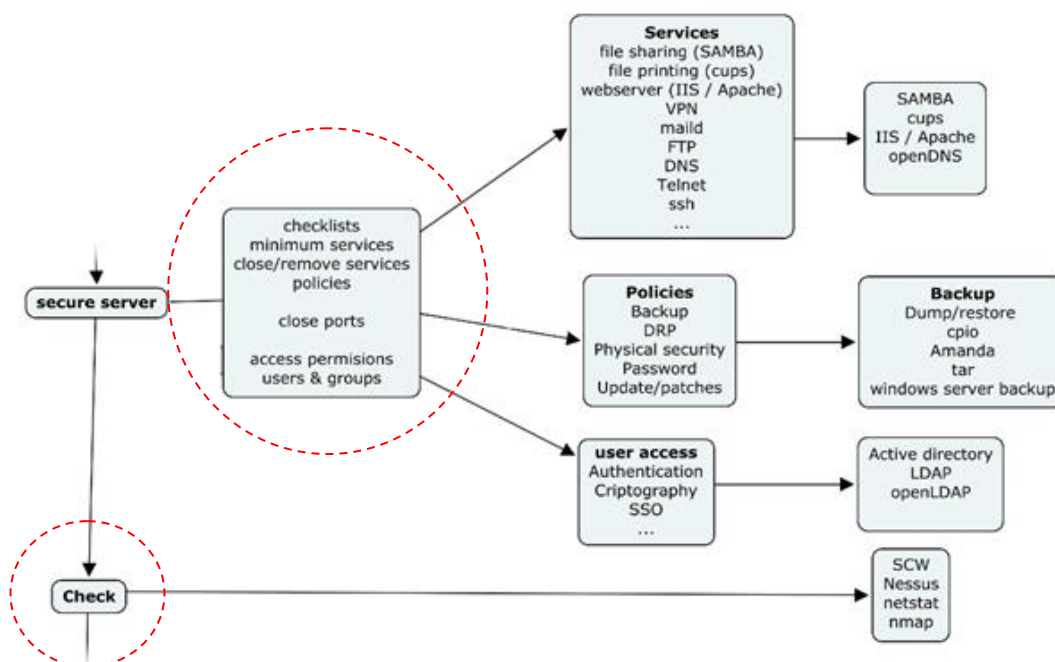 Services
file sharing (SAMBA)
file printing (cups)
webserver (IIS / Apache)
VPN
maild
FTP
DNS
Telnet
ssh
...
SAMBA
cups
IIS / Apache
openDNS
checklists
minimum services
close/remove services
policies
close ports
access permisions
users & groups
secure server
Policies
Backup
DRP
Physical security
Password
Update/patches
Backup
Dump/restore
cpio
Amanda
tar
windows server backup
user access
Authentication
Criptography
SSO
...
Active directory
LDAP
openLDAP
Check
SCW
Nessus
netstat
nmap